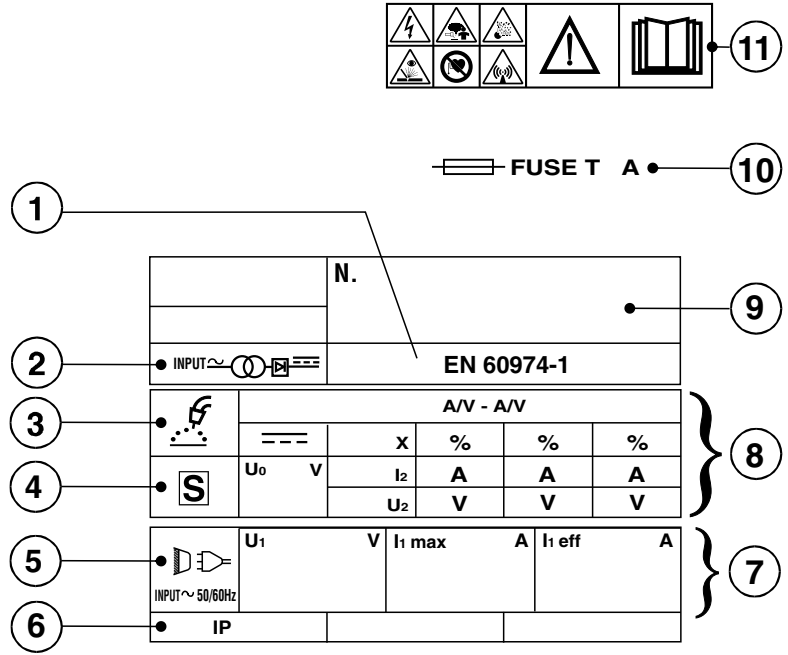 11
FUSE T A
10
1
N.
9
2
INPUT~
EN 60974-1
3
A/V - A/V
X % % %
8
4
S
U0 V
I2 A A A
U2 V V V
5
U1 V
I1 max A
I1 eff A
7
INPUT~ 50/60Hz
6
IP